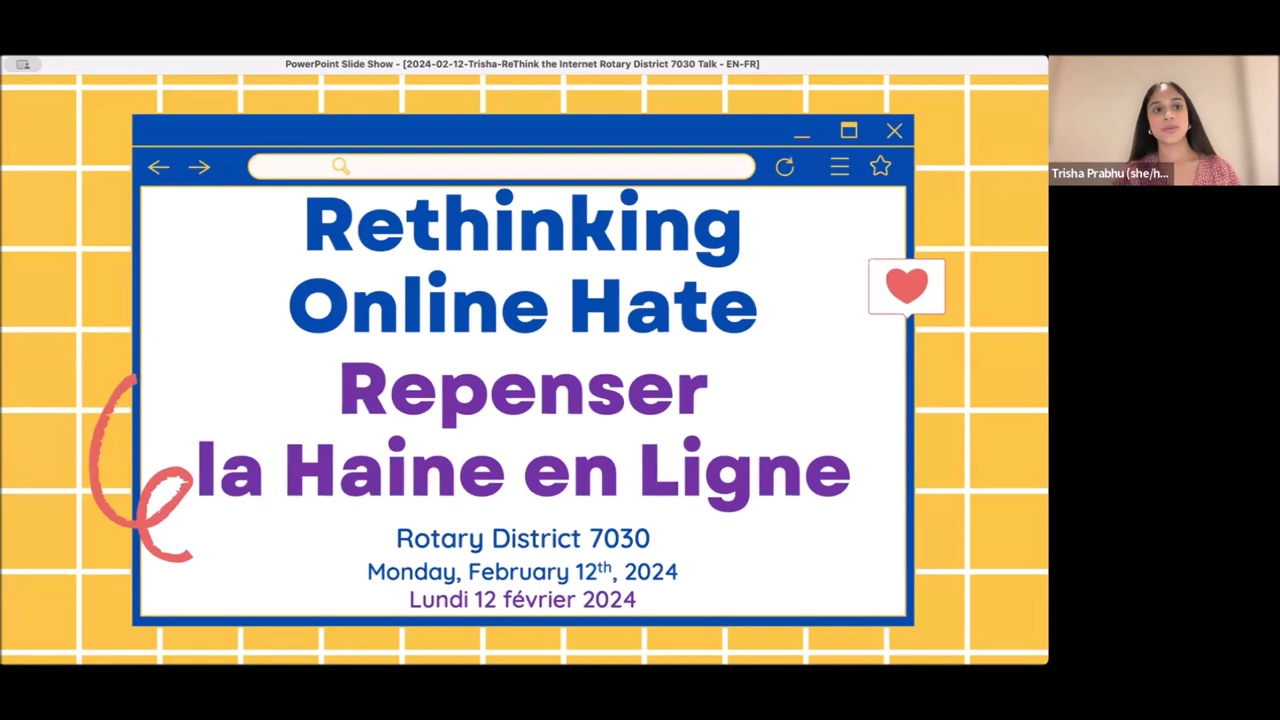 PowerPoint Slide Show - [2024-02-12-Trisha-ReThink the Internet Rotary District 7030 Talk - EN-FR]
Trisha Prabhu (she/h...
Rethinking
Online Hate
Repenser
la Haine en Ligne
Rotary District 7030
Monday, February 12th, 2024
Lundi 12 février 2024